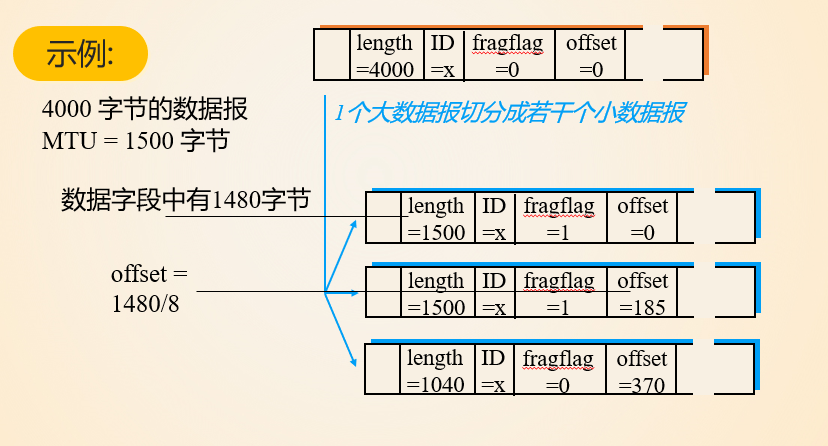 示例:
length ID fragflag offset
=4000 =x =0 =0
4000 字节的数据报
MTU = 1500 字节
1个大数据报切分成若干个小数据报
数据字段中有1480字节
length ID fragflag offset
=1500 =x =1 =0
offset =
1480/8
length ID fragflag offset
=1500 =x =1 =185
length ID fragflag offset
=1040 =x =0 =370